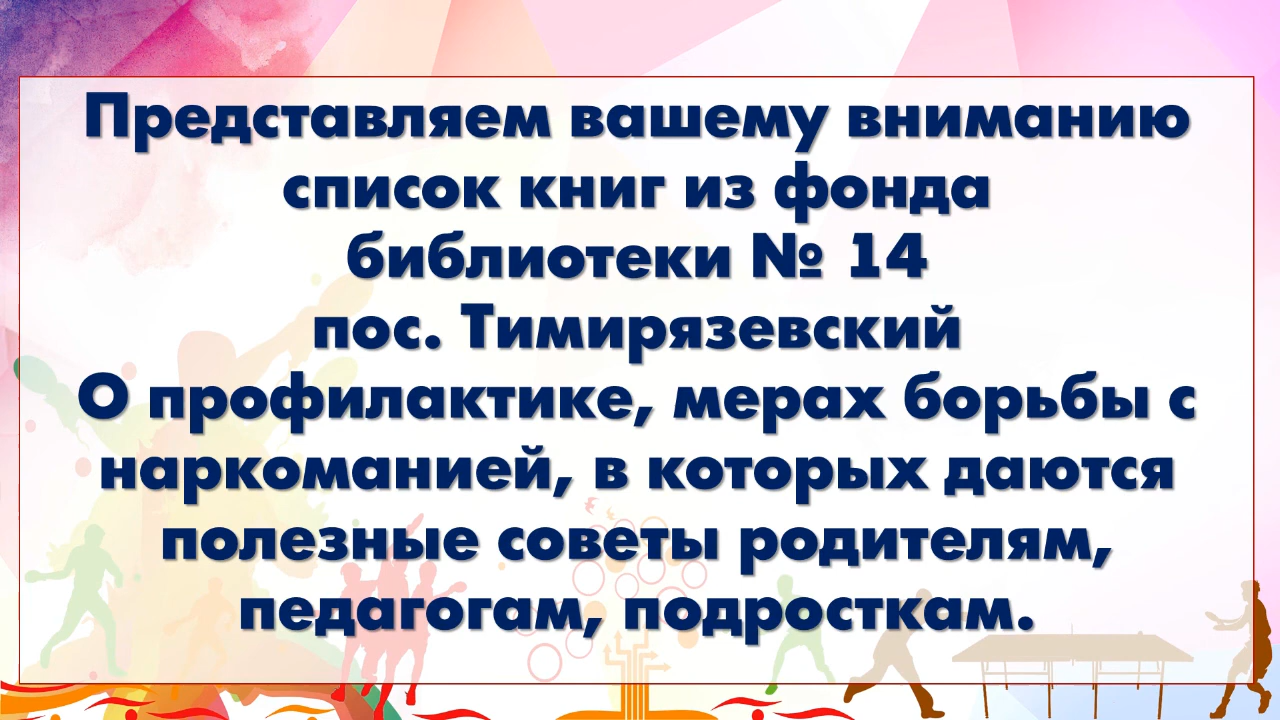 Представляем вашему вниманию
список книг из фонда
библиотеки № 14
пос. Тимирязевский
О профилактике, мерах борьбы с
наркоманией, в которых даются
полезные советы родителям,
педагогам, подросткам.